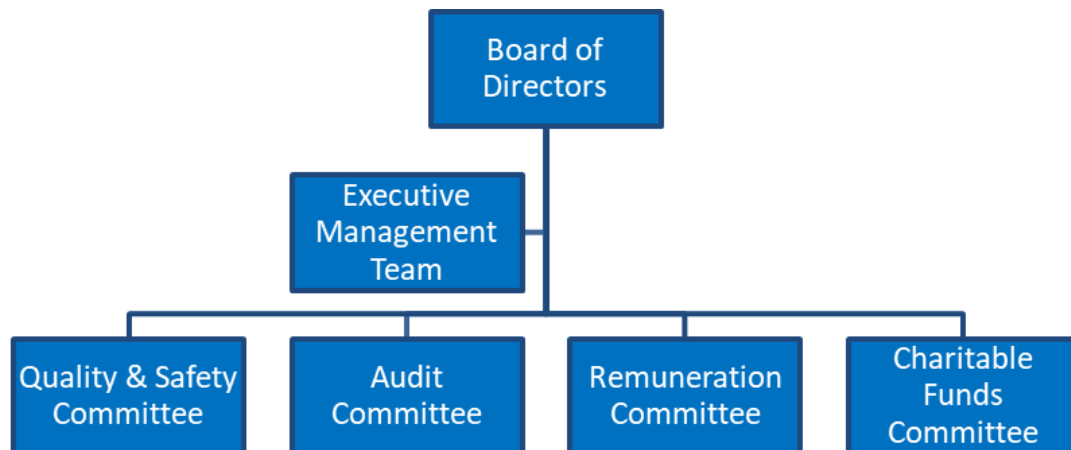 Board of
Directors
Executive
Management
Team
Quality & Safety
Committee
Audit
Committee
Remuneration
Committee
Charitable
Funds
Committee